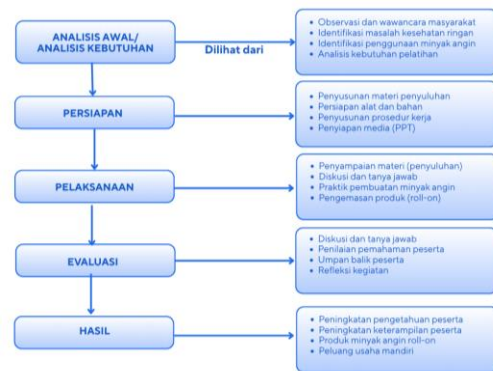 ANALISIS AWAL/
ANALISIS KEBUTUHAN
Dilihat dari
• Observasi dan wawancara masyarakat
• Identifikasi masalah kesehatan ringan
• Identifikasi penggunaan minyak angin
• Analisis kebutuhan pelatihan
PERSIAPAN
• Penyusunan materi penyuluhan
• Persiapan alat dan bahan
• Penyusunan prosedur kerja
• Penyiapan media (PPT)
PELAKSANAAN
• Penyampaian materi (penyuluhan)
• Diskusi dan tanya jawab
• Praktik pembuatan minyak angin
• Pengemasan produk (roll-on)
EVALUASI
• Diskusi dan tanya jawab
• Penilaian pemahaman peserta
• Umpan balik peserta
• Refleksi kegiatan
HASIL
• Peningkatan pengetahuan peserta
• Peningkatan keterampilan peserta
• Produk minyak angin roll-on
• Peluang usaha mandiri